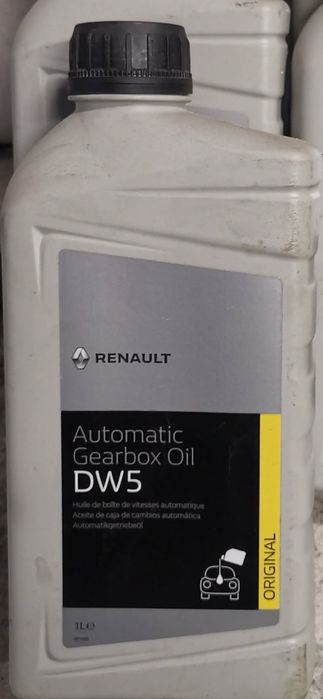 RENAULT
Automatic
Gearbox Oil
DW5
Huile de boîte de vitesses automatique
Aceite de caja de cambios automática
Automatikgetriebeöl
ORIGINAL
1L℮